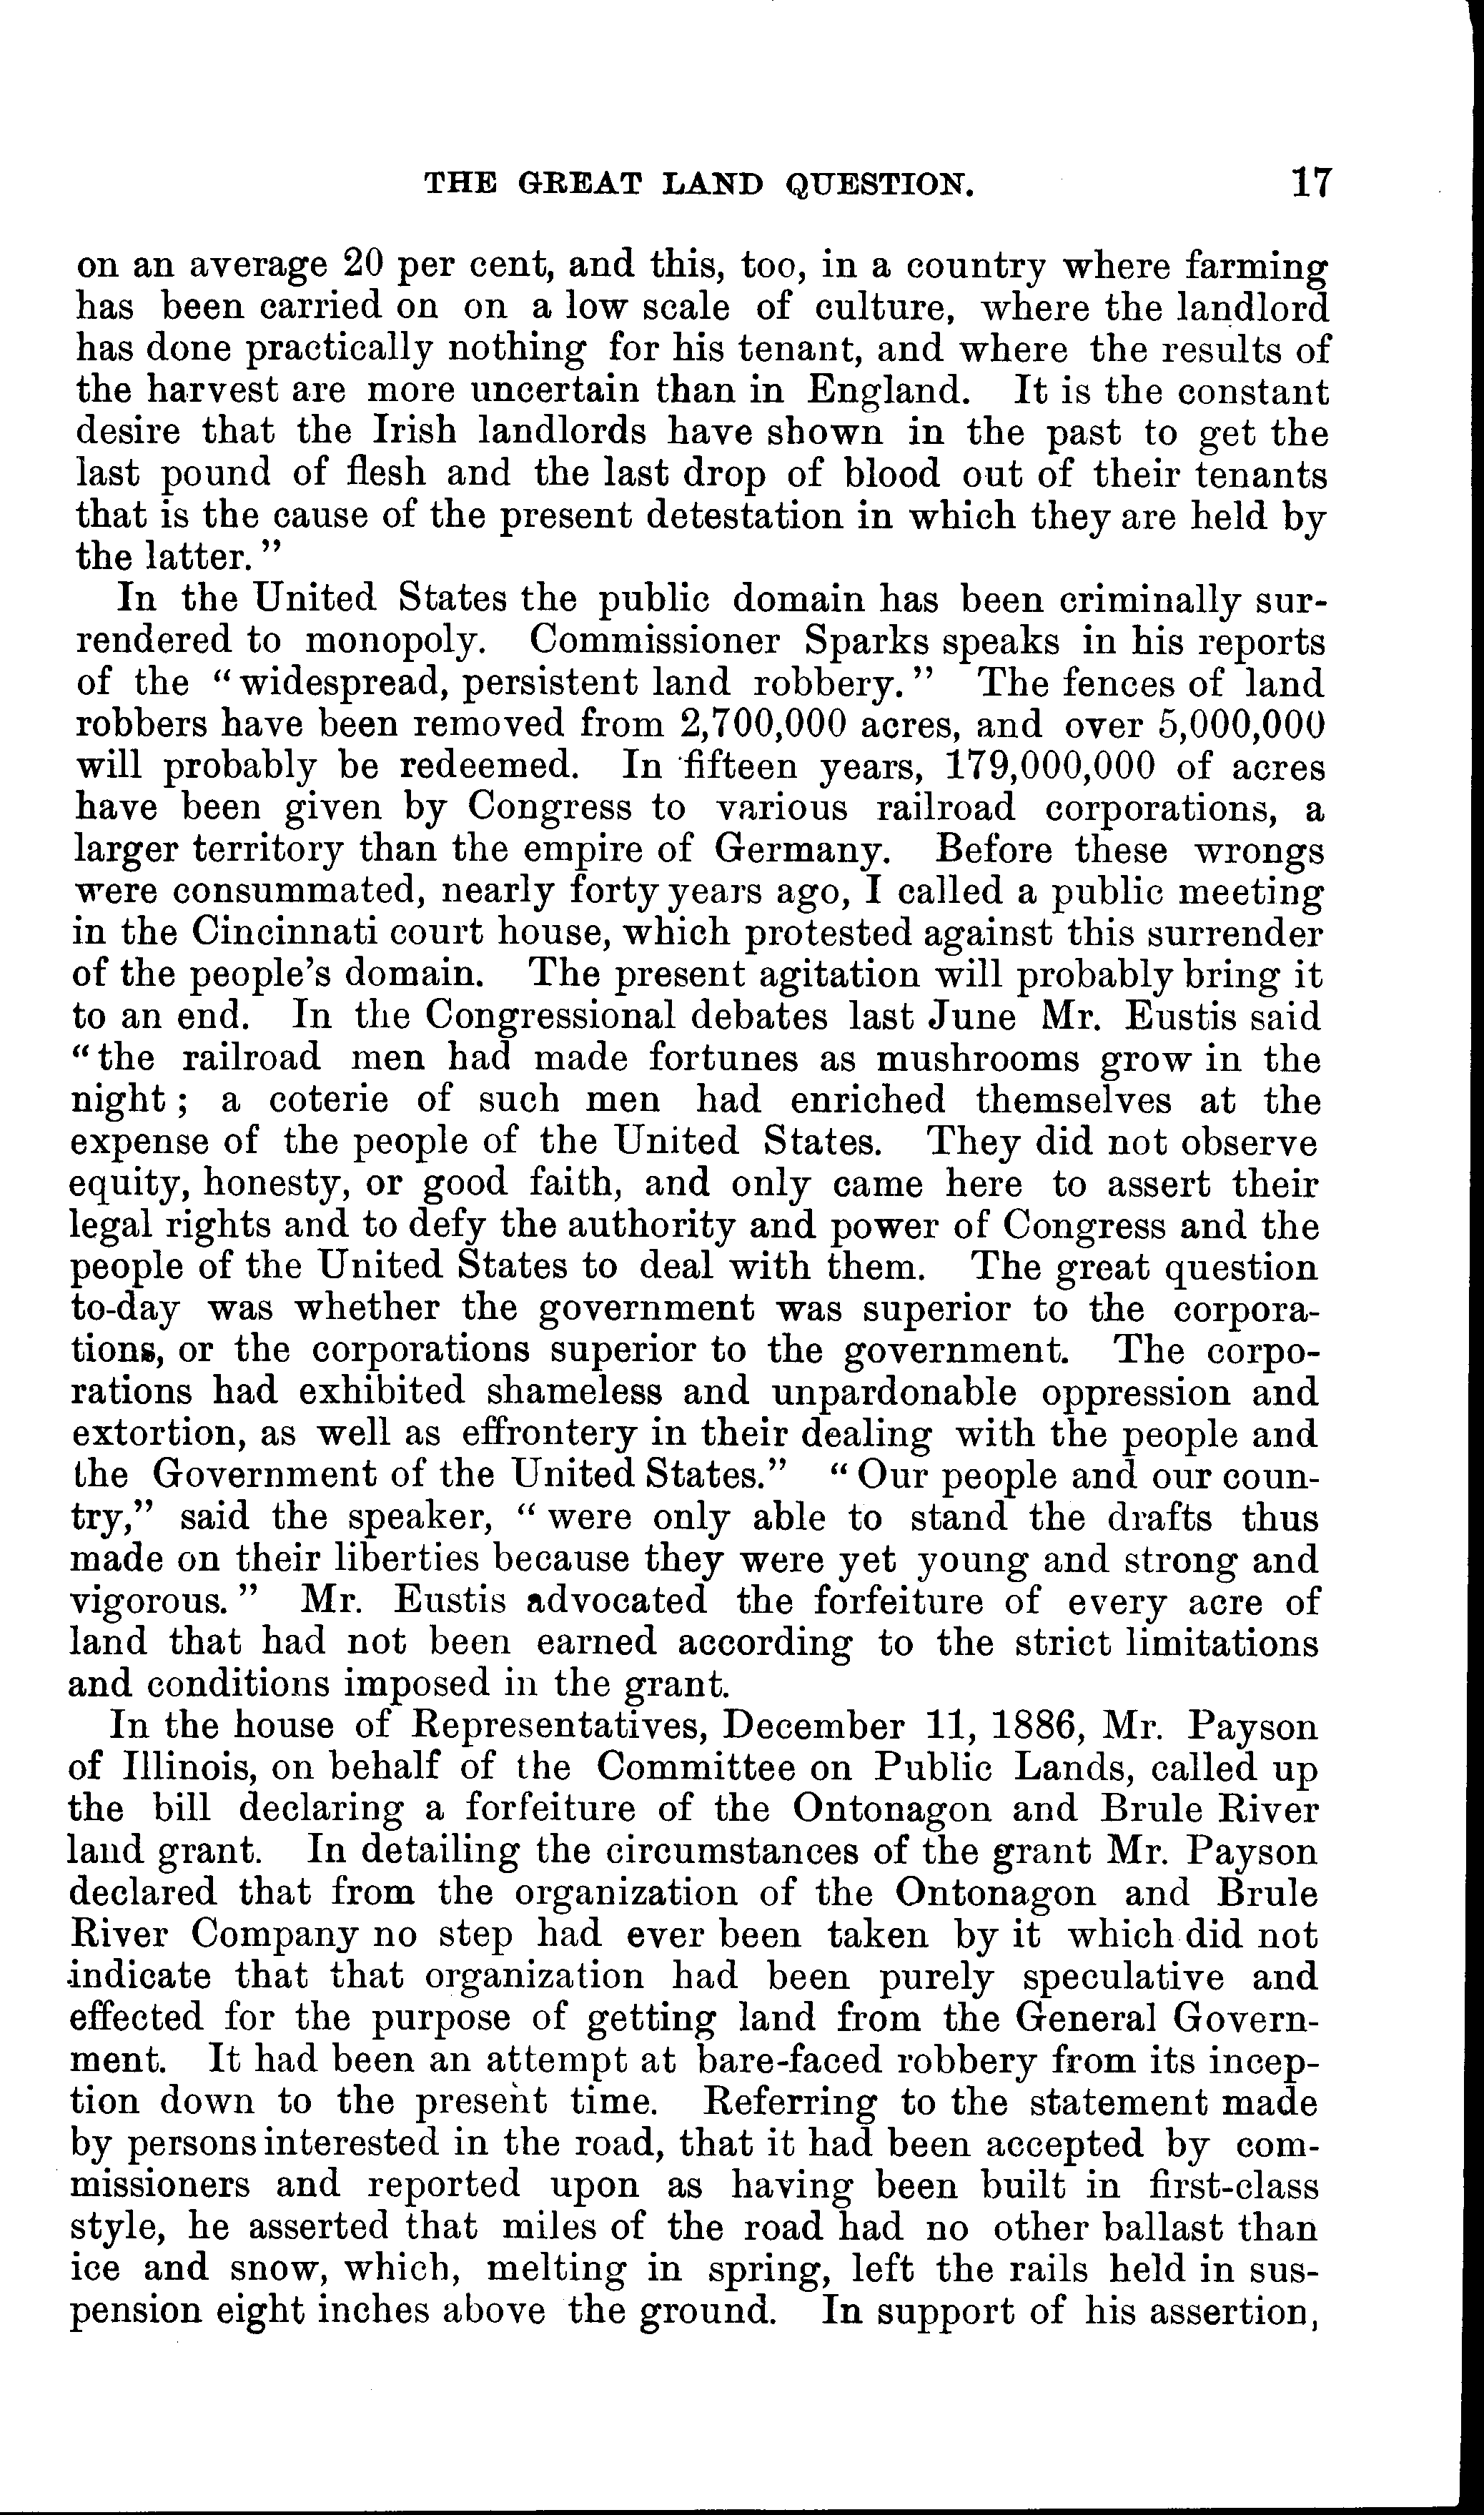 THE GREAT LAND QUESTION. 17
on an average 20 per cent, and this, too, in a country where farming
has been carried on on a low scale of culture, where the landlord
has done practically nothing for his tenant, and where the results of
the harvest are more uncertain than in England. It is the constant
desire that the Irish landlords have shown in the past to get the
last pound of flesh and the last drop of blood out of their tenants
that is the cause of the present detestation in which they are held by
the latter."
In the United States the public domain has been criminally sur-
rendered to monopoly. Commissioner Sparks speaks in his reports
of the "widespread, persistent land robbery." The fences of land
robbers have been removed from 2,700,000 acres, and over 5,000,000
will probably be redeemed. In fifteen years, 179,000,000 of acres
have been given by Congress to various railroad corporations, a
larger territory than the empire of Germany. Before these wrongs
were consummated, nearly forty years ago, I called a public meeting
in the Cincinnati court house, which protested against this surrender
of the people's domain. The present agitation will probably bring it
to an end. In the Congressional debates last June Mr. Eustis said
"the railroad men had made fortunes as mushrooms grow in the
night; a coterie of such men had enriched themselves at the
expense of the people of the United States. They did not observe
equity, honesty, or good faith, and only came here to assert their
legal rights and to defy the authority and power of Congress and the
people of the United States to deal with them. The great question
to-day was whether the government was superior to the corpora-
tions, or the corporations superior to the government. The corpo-
rations had exhibited shameless and unpardonable oppression and
extortion, as well as effrontery in their dealing with the people and
the Government of the United States." "Our people and our coun-
try," said the speaker, "were only able to stand the drafts thus
made on their liberties because they were yet young and strong and
vigorous." Mr. Eustis advocated the forfeiture of every acre of
land that had not been earned according to the strict limitations
and conditions imposed in the grant.
In the house of Representatives, December 11, 1886, Mr. Payson
of Illinois, on behalf of the Committee on Public Lands, called up
the bill declaring a forfeiture of the Ontonagon and Brule River
land grant. In detailing the circumstances of the grant Mr. Payson
declared that from the organization of the Ontonagon and Brule
River Company no step had ever been taken by it which did not
indicate that that organization had been purely speculative and
effected for the purpose of getting land from the General Govern-
ment. It had been an attempt at bare-faced robbery from its incep-
tion down to the present time. Referring to the statement made
by persons interested in the road, that it had been accepted by com-
missioners and reported upon as having been built in first-class
style, he asserted that miles of the road had no other ballast than
ice and snow, which, melting in spring, left the rails held in sus-
pension eight inches above the ground. In support of his assertion,